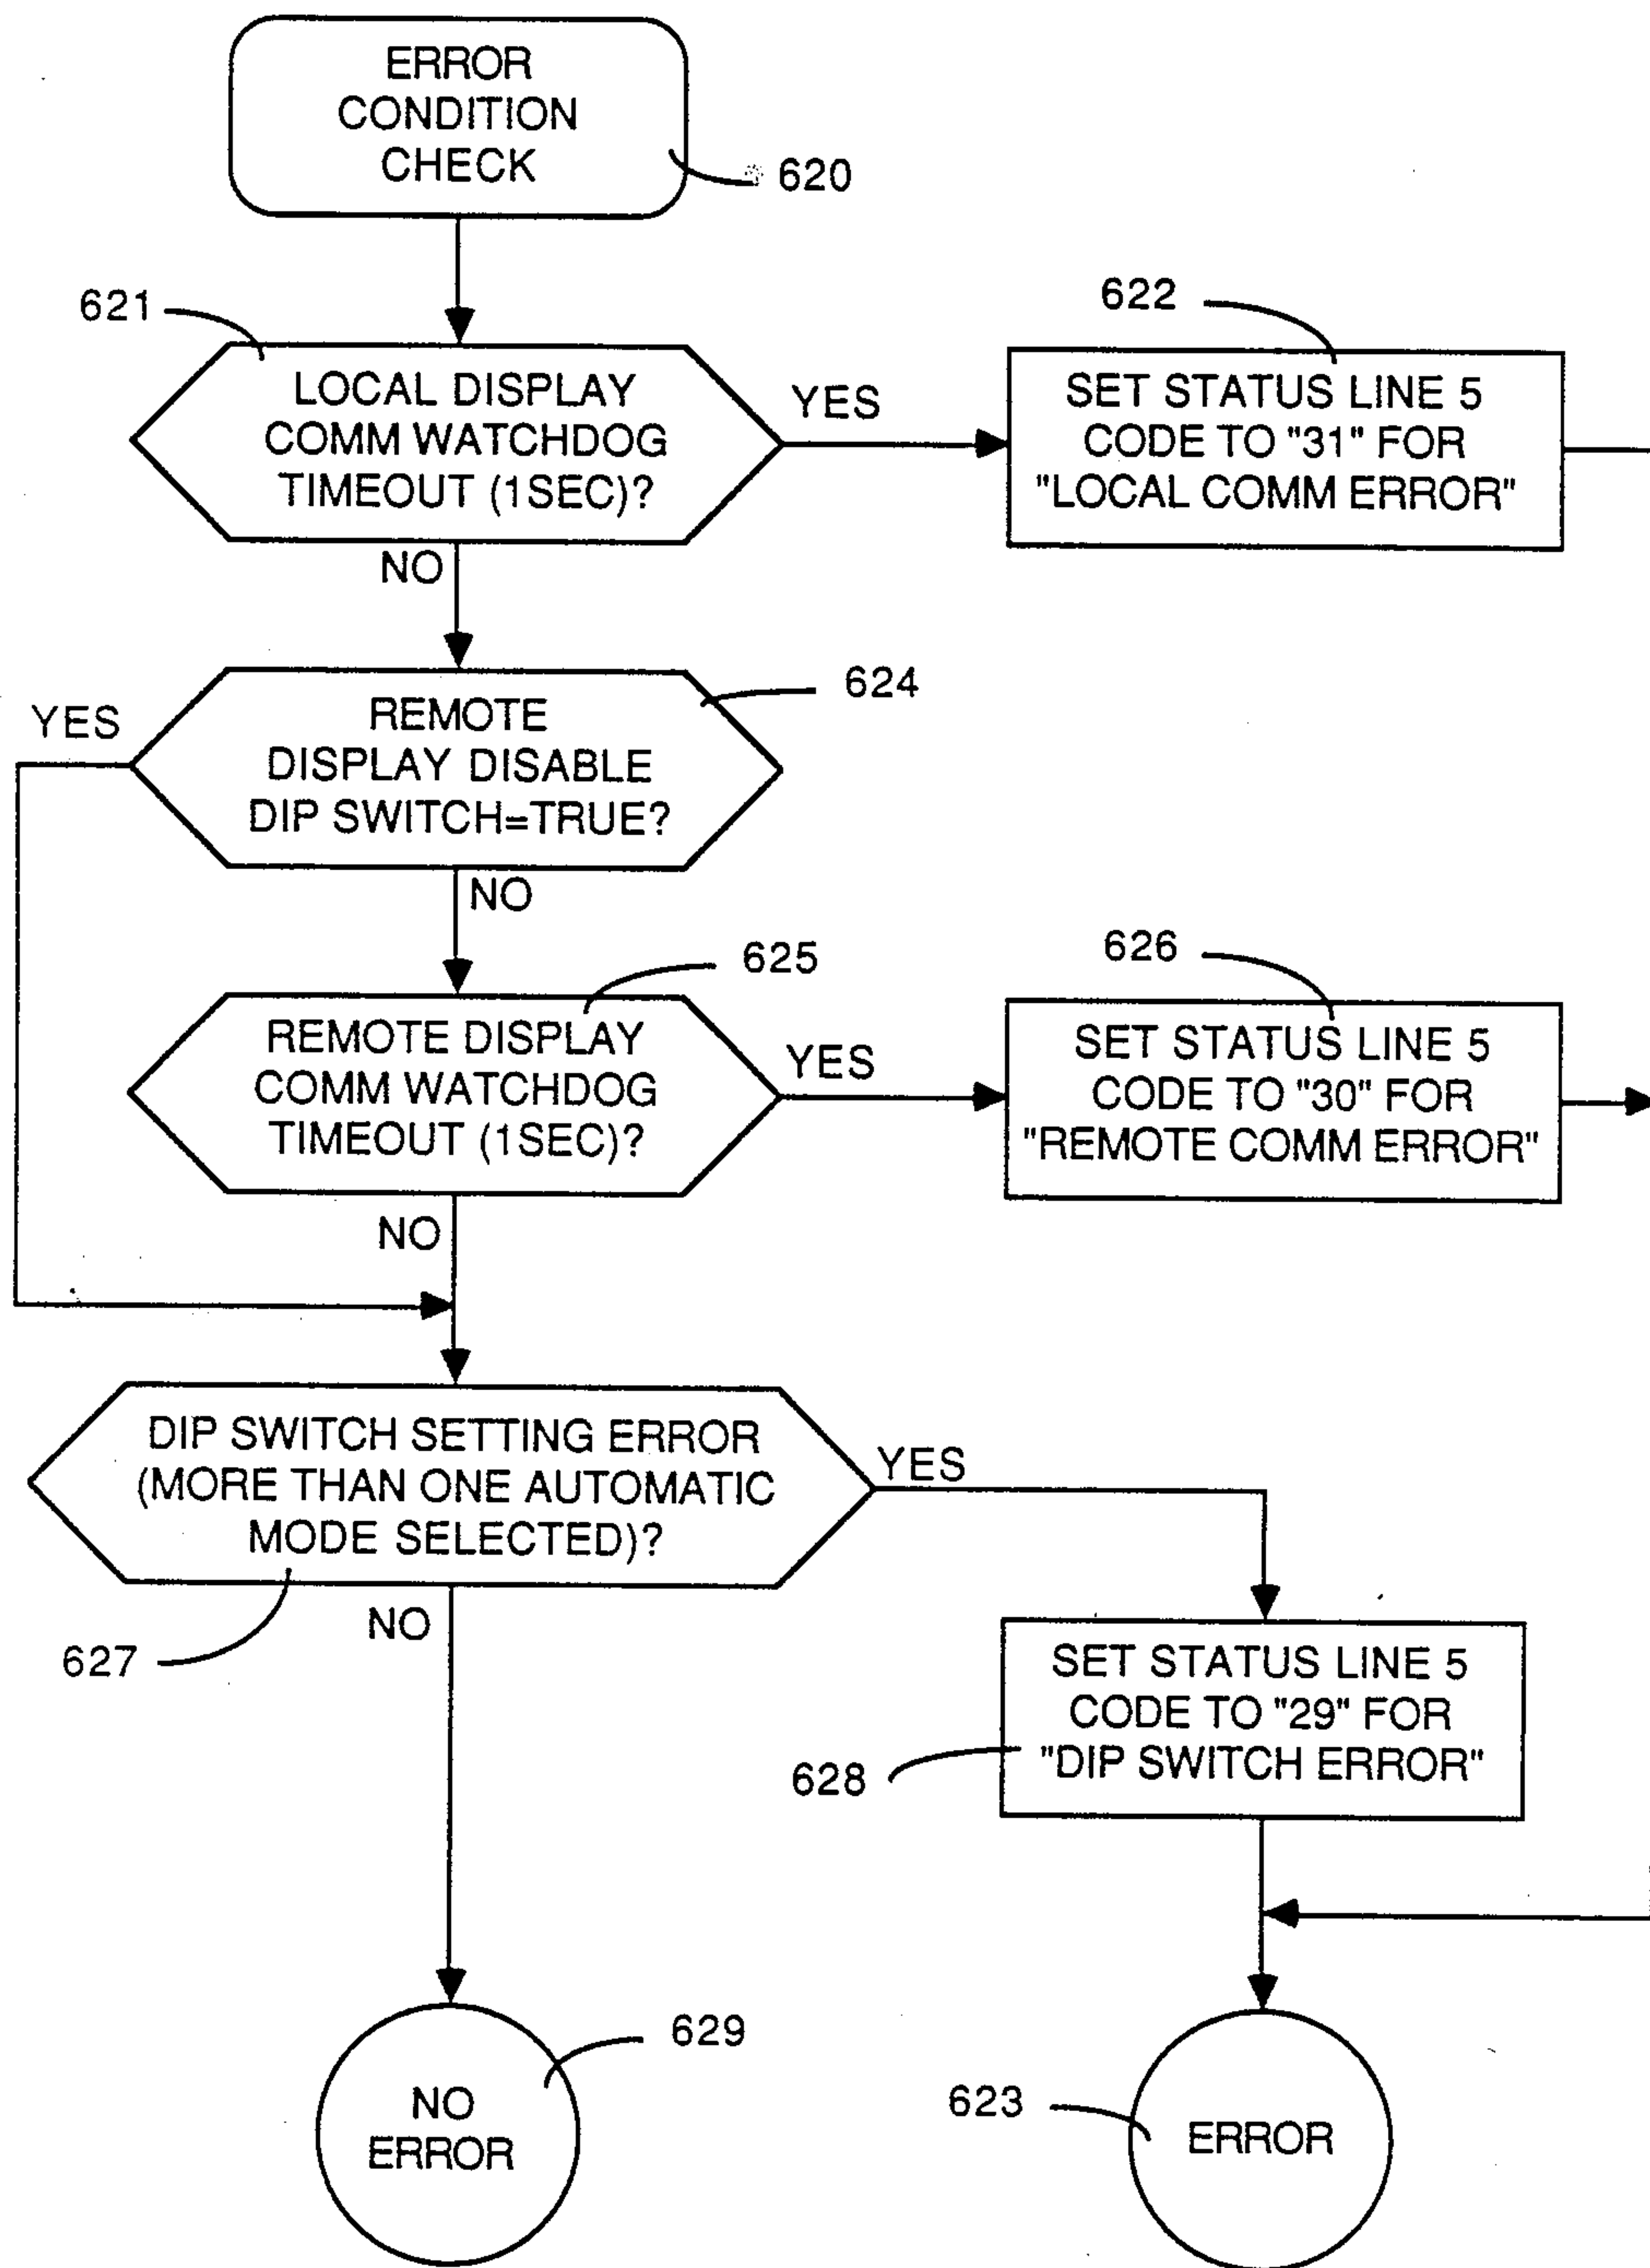 ERROR
CONDITION
CHECK
620
621
LOCAL DISPLAY
COMM WATCHDOG
TIMEOUT (1SEC)?
YES
622
SET STATUS LINE 5
CODE TO "31" FOR
"LOCAL COMM ERROR"
NO
624
YES
REMOTE
DISPLAY DISABLE
DIP SWITCH=TRUE?
NO
625
REMOTE DISPLAY
COMM WATCHDOG
TIMEOUT (1SEC)?
YES
626
SET STATUS LINE 5
CODE TO "30" FOR
"REMOTE COMM ERROR"
NO
DIP SWITCH SETTING ERROR
(MORE THAN ONE AUTOMATIC
MODE SELECTED)?
YES
627
NO
SET STATUS LINE 5
CODE TO "29" FOR
"DIP SWITCH ERROR"
628
629
NO
ERROR
623
ERROR